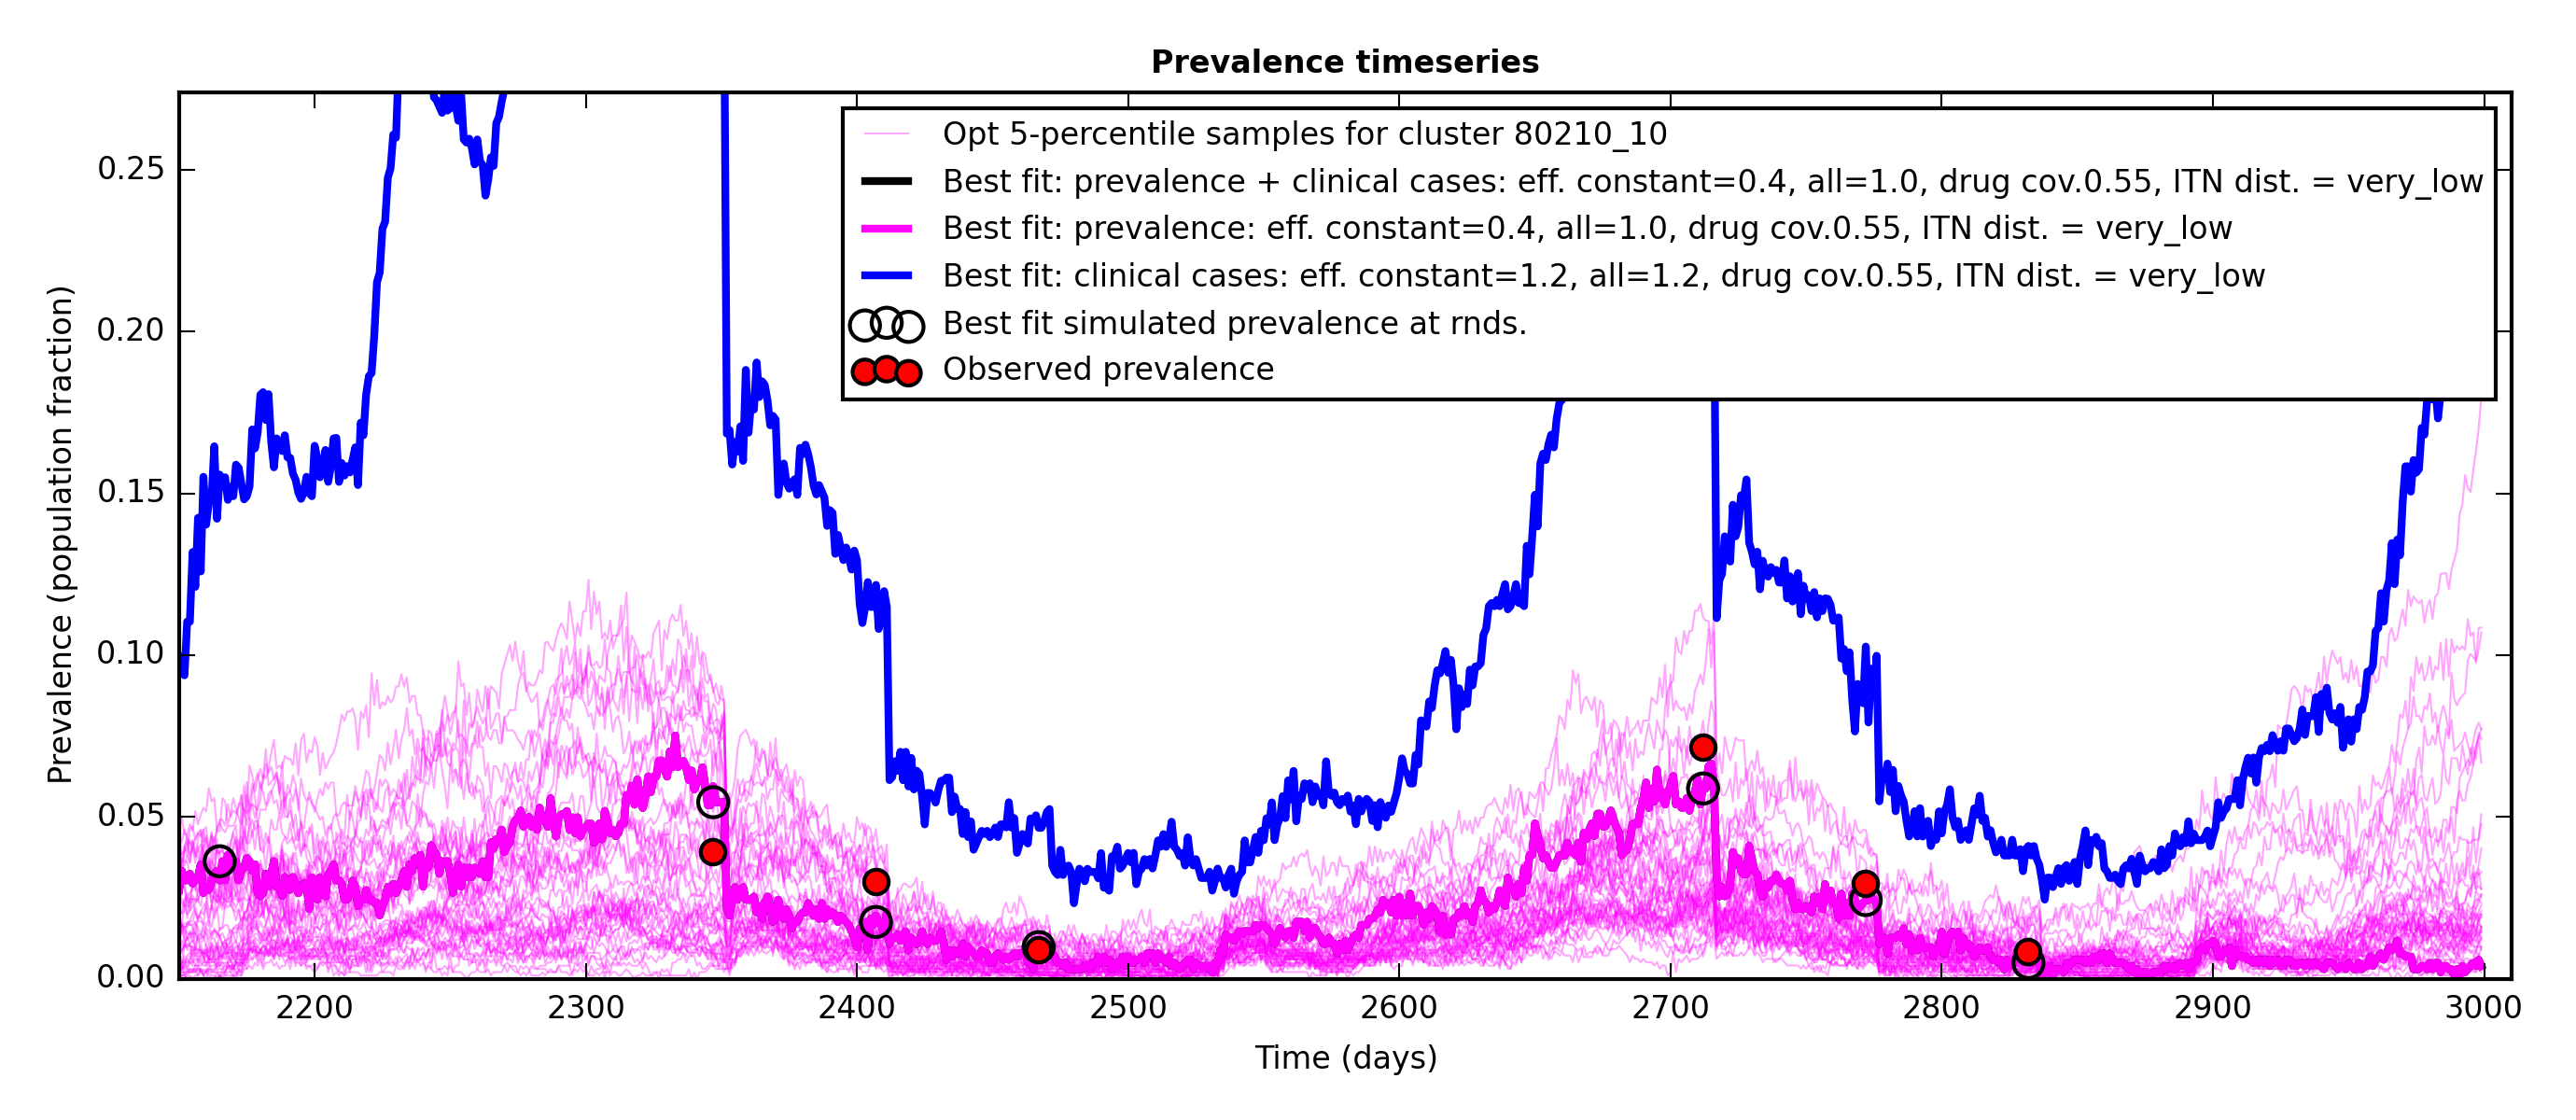 Prevalence timeseries
Prevalence (population fraction)
0.25
0.20
0.15
0.10
0.05
0.00
Opt 5-percentile samples for cluster 80210_10
Best fit: prevalence + clinical cases: eff. constant=0.4, all=1.0, drug cov.0.55, ITN dist. = very_low
Best fit: prevalence: eff. constant=0.4, all=1.0, drug cov.0.55, ITN dist. = very_low
Best fit: clinical cases: eff. constant=1.2, all=1.2, drug cov.0.55, ITN dist. = very_low
Best fit simulated prevalence at rnds.
Observed prevalence
2200 2300 2400 2500 2600 2700 2800 2900 3000
Time (days)